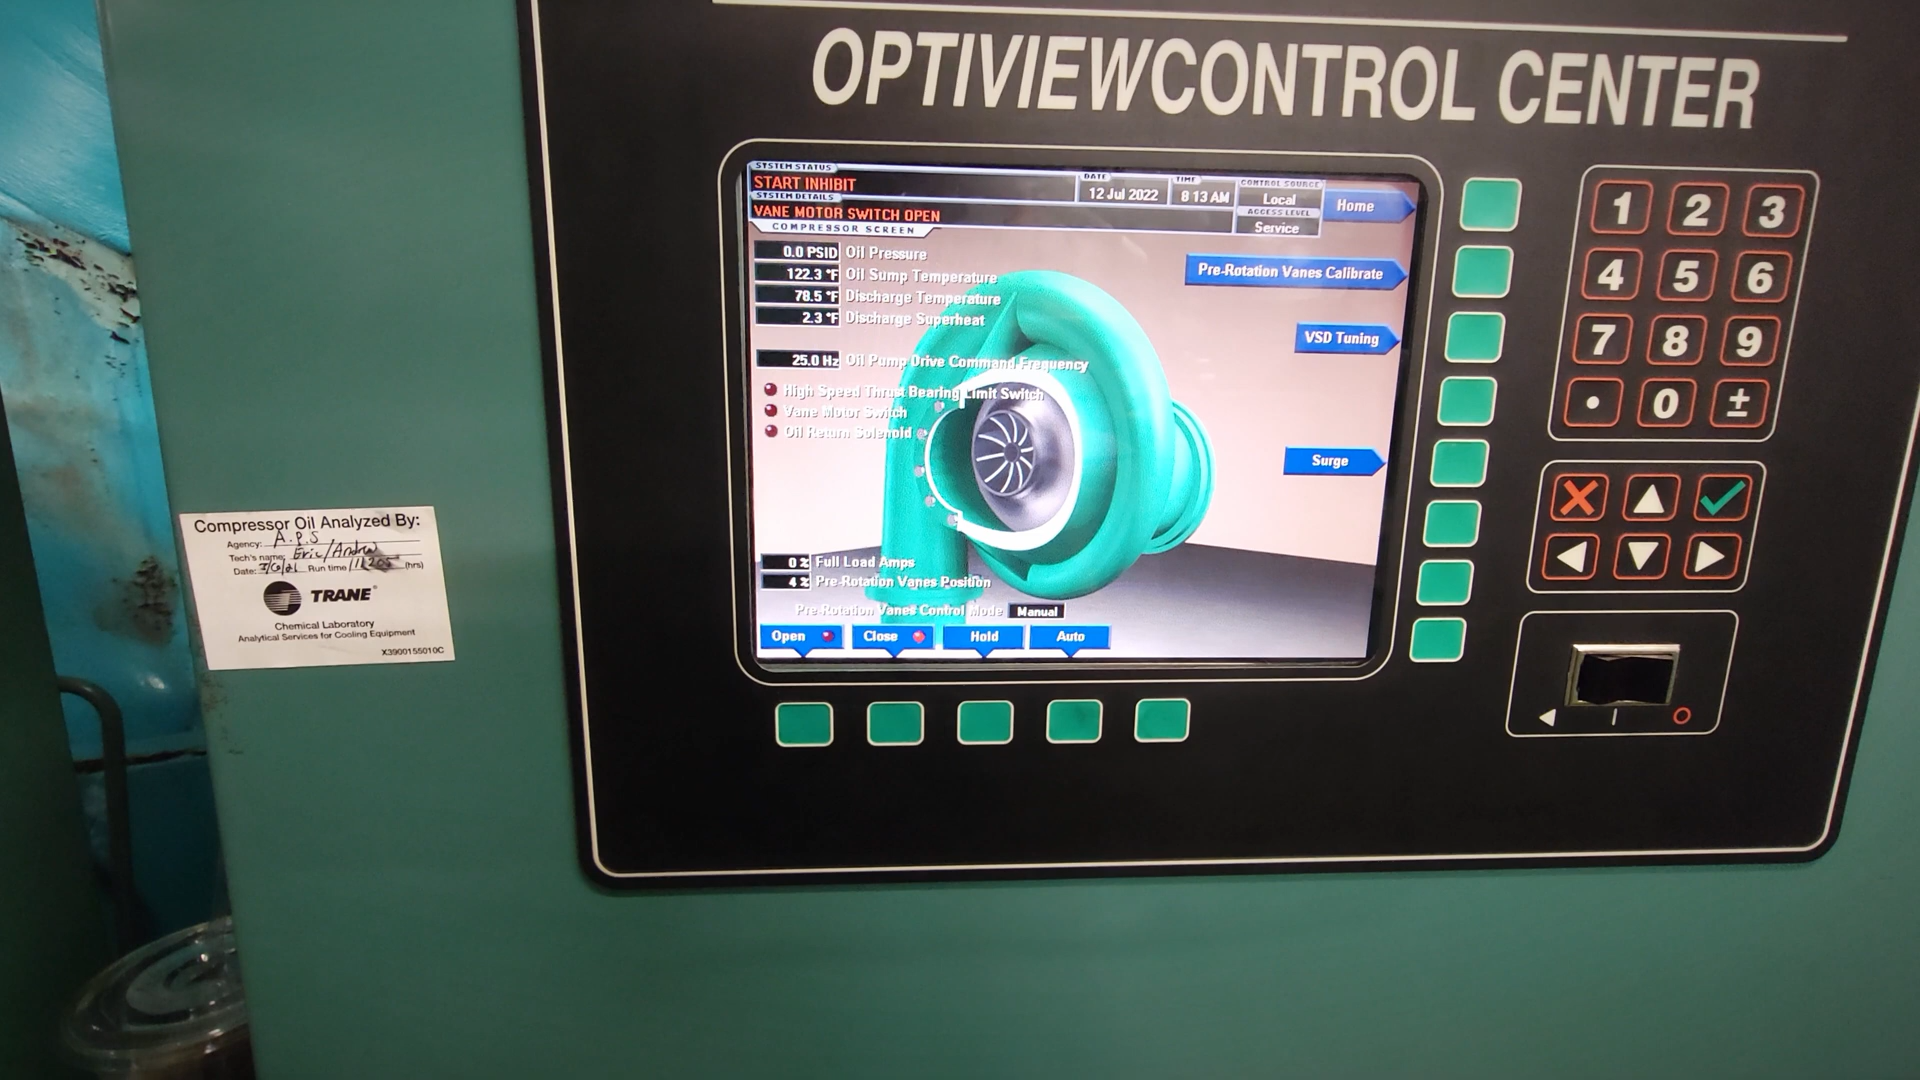 OPTIVIEWCONTROL CENTER
SYSTEM STATUS
START INHIBIT
SYSTEM DETAILS
VANE MOTOR SWITCH OPEN
COMPRESSOR SCREEN
DATE
12 Jul 2022
TIME
8 13 AM
CONTROL SOURCE
Local
ACCESS LEVEL
Service
Home
0.0 PSID Oil Pressure
122.3 °F Oil Sump Temperature
78.5 °F Discharge Temperature
2.3 °F Discharge Superheat
25.0 Hz Oil Pump Drive Command Frequency
High Speed Thrust Bearing Limit Switch
Vane Motor Switch
Oil Return Solenoid
Pre-Rotation Vanes Calibrate
VSD Tuning
Surge
0 % Full Load Amps
4 % Pre-Rotation Vanes Position
Pre-Rotation Vanes Control Mode Manual
Open Close Hold Auto
1 2 3
4 5 6
7 8 9
• 0 ±
Compressor Oil Analyzed By:
Agency: A.P.S
Tech's name: Eric/Andrew
Date: Run time (hrs)
TRANE®
Chemical Laboratory
Analytical Services for Cooling Equipment
X3900155010C